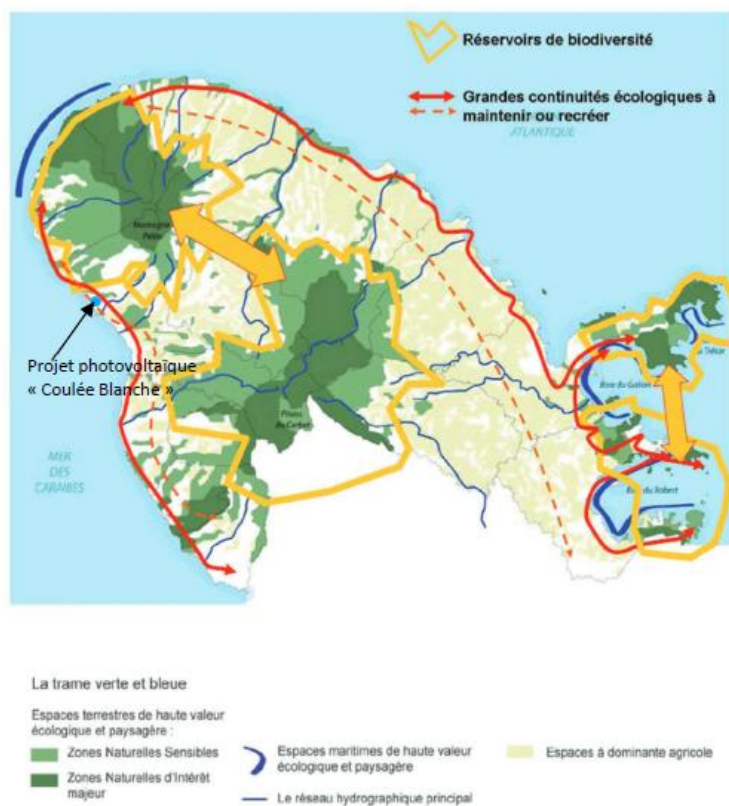 Réservoirs de biodiversité
Grandes continuités écologiques à
maintenir ou recréer
ATLANTIQUE
Montagne
Pelée
Projet photovoltaïque
« Coulée Blanche »
Pitons
du Carbet
MER
DES
CARAIBES
Baie du Galion
du Robert
La trame verte et bleue
Espaces terrestres de haute valeur
écologique et paysagère :
Zones Naturelles Sensibles
Zones Naturelles d'Intérêt
majeur
Espaces maritimes de haute valeur
écologique et paysagère
Le réseau hydrographique principal
Espaces à dominante agricole